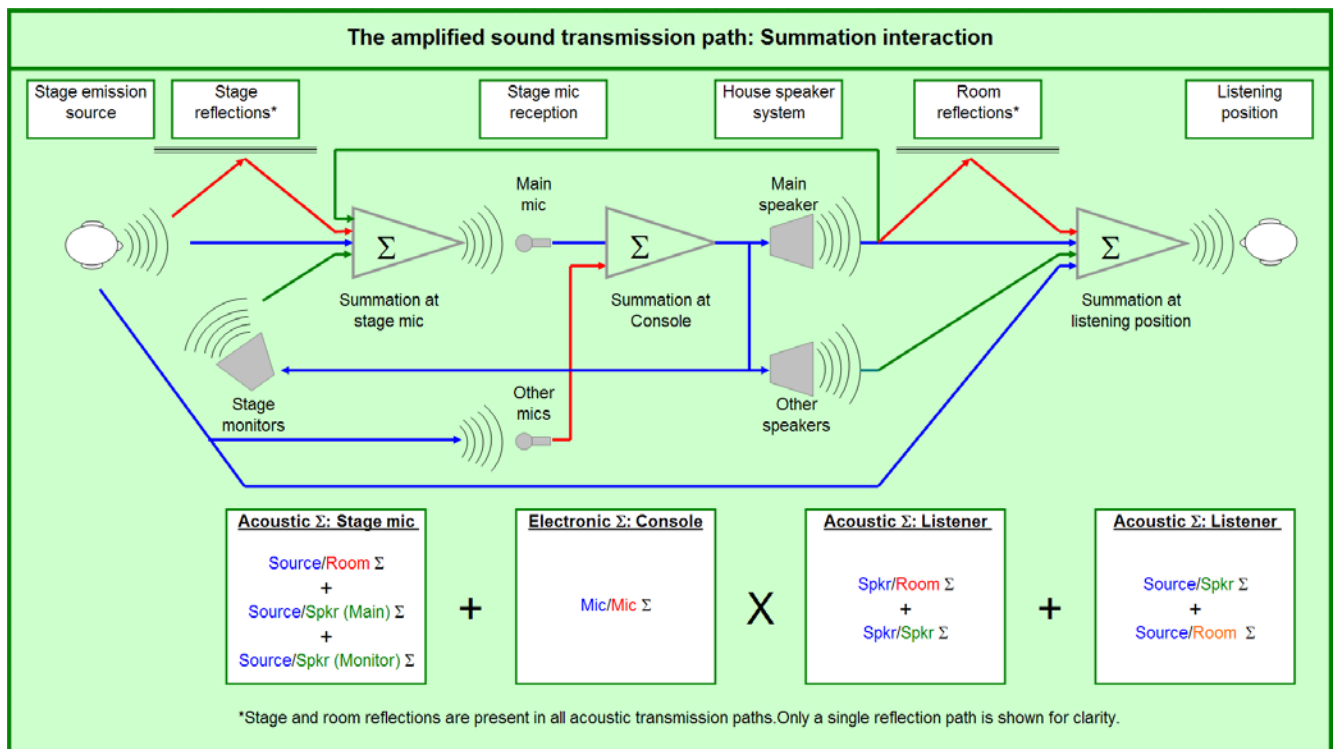 The amplified sound transmission path: Summation interaction
Stage emission
source
Stage
reflections*
Stage mic
reception
House speaker
system
Room
reflections*
Listening
position
Main
mic
Main
speaker
Σ
Σ
Σ
Summation at
stage mic
Summation at
Console
Summation at
listening position
Stage
monitors
Other
mics
Other
speakers
Acoustic Σ: Stage mic
Source/Room Σ
+
Source/Spkr (Main) Σ
+
Source/Spkr (Monitor) Σ
+
Electronic Σ: Console
Mic/Mic Σ
X
Acoustic Σ: Listener
Spkr/Room Σ
+
Spkr/Spkr Σ
+
Acoustic Σ: Listener
Source/Spkr Σ
+
Source/Room Σ
*Stage and room reflections are present in all acoustic transmission paths.Only a single reflection path is shown for clarity.